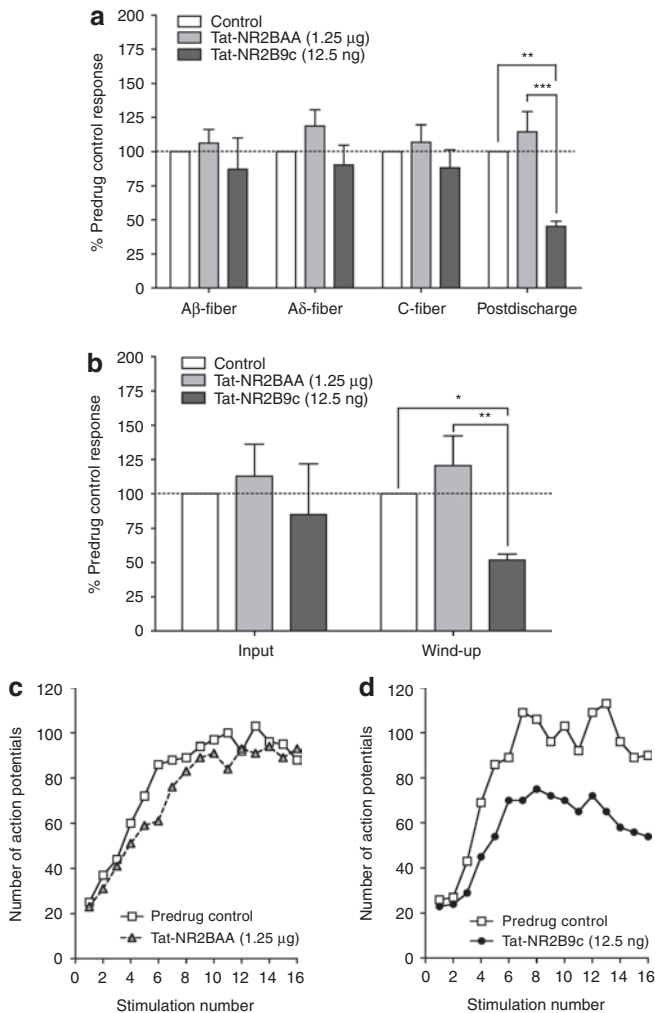 a
200
175
150
125
100
75
50
25
0
% Predrug control response
Control
Tat-NR2BAA (1.25 μg)
Tat-NR2B9c (12.5 ng)
**
***
Aβ-fiber
Aδ-fiber
C-fiber
Postdischarge
b
200
175
150
125
100
75
50
25
0
% Predrug control response
Control
Tat-NR2BAA (1.25 μg)
Tat-NR2B9c (12.5 ng)
*
**
Input
Wind-up
c
120
100
80
60
40
20
0
Number of action potentials
Predrug control
Tat-NR2BAA (1.25 μg)
0 2 4 6 8 10 12 14 16
Stimulation number
d
120
100
80
60
40
20
0
Number of action potentials
Predrug control
Tat-NR2B9c (12.5 ng)
0 2 4 6 8 10 12 14 16
Stimulation number